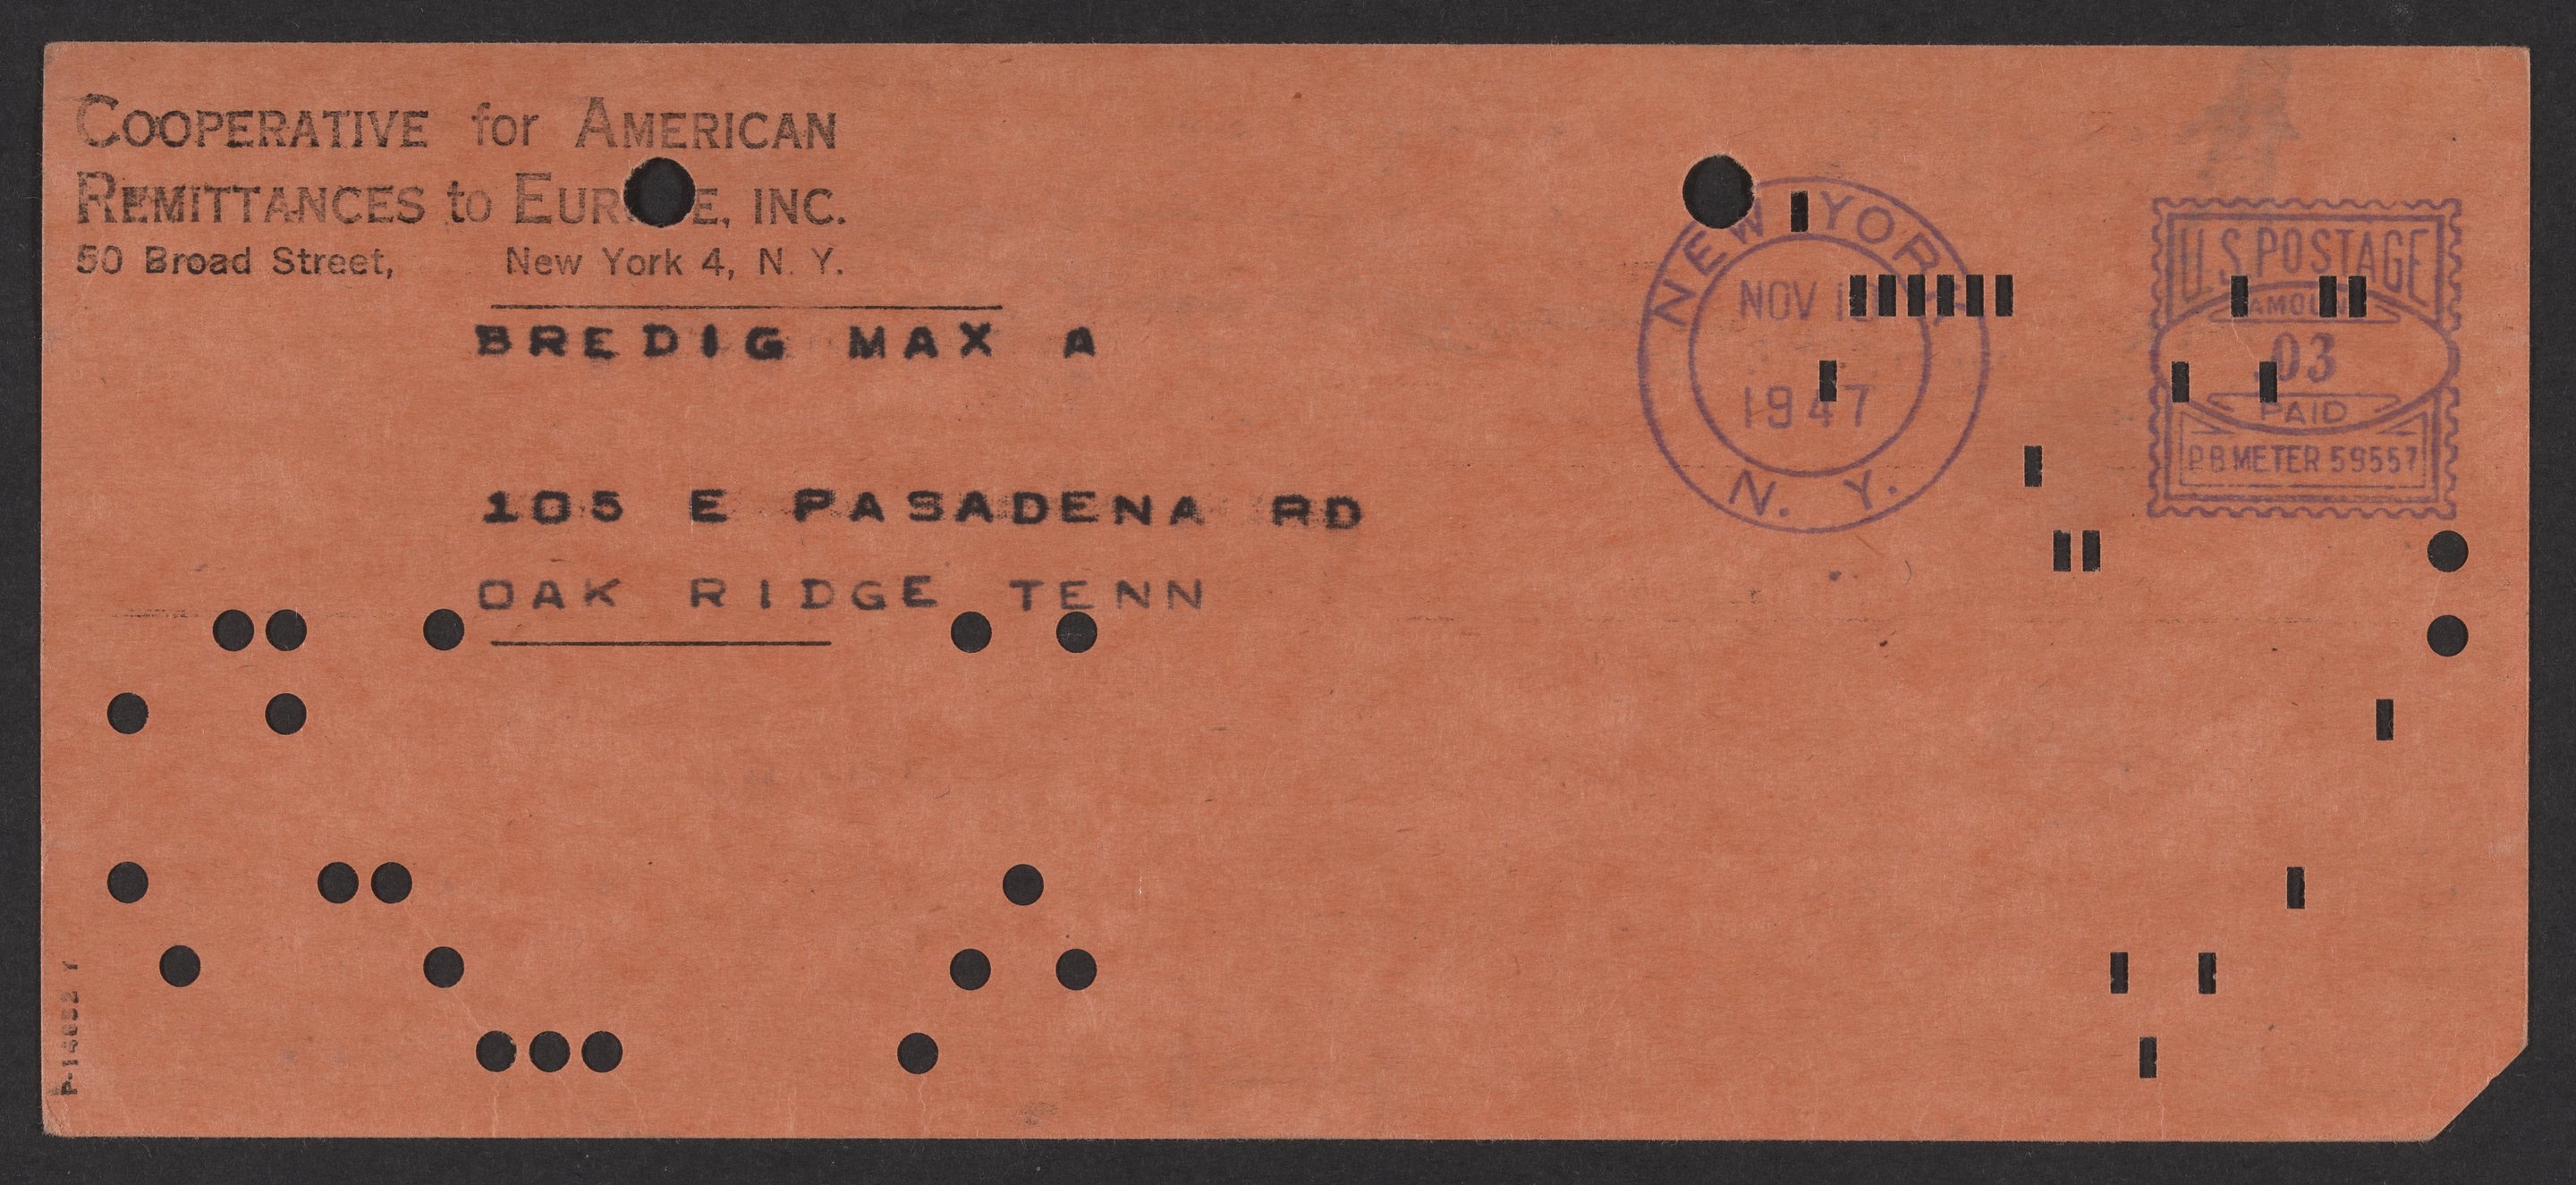 COOPERATIVE for AMERICAN
REMITTANCES to EUR E, INC.
50 Broad Street, New York 4, N. Y.
BREDIG MAX A
105 E PASADENA RD
OAK RIDGE TENN
NEW YORK
NOV
1947
N. Y.
U.S. POSTAGE
AMOUNT
.03
PAID
P B METER 59557